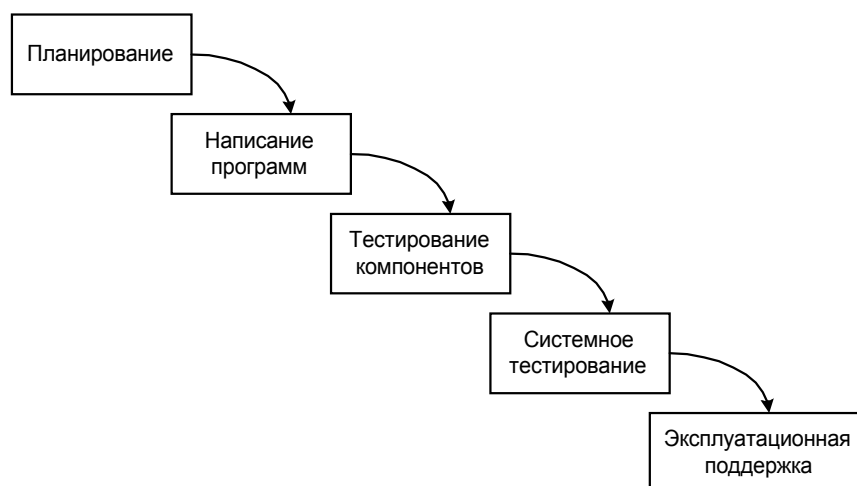 Планирование
Написание
программ
Тестирование
компонентов
Системное
тестирование
Эксплуатационная
поддержка